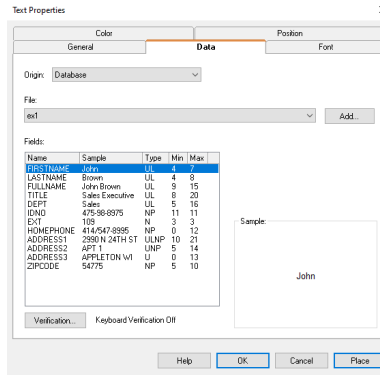 Text Properties
Color Position
General Data Font
Origin: Database
File:
ex1 Add...
Fields:
Name Sample Type Min Max
FIRSTNAME John UL 4 7
LASTNAME Brown UL 4 8
FULLNAME John Brown UL 9 15
TITLE Sales Executive UL 8 20
DEPT Sales UL 5 16
IDNO 475-98-8975 NP 11 11
EXT 109 N 3 3
HOMEPHONE 414/547-8995 NP 0 12
ADDRESS1 2990 N 24TH ST ULNP 10 21
ADDRESS2 APT 1 UNP 5 14
ADDRESS3 APPLETON WI U 0 13
ZIPCODE 54775 NP 5 10
Sample:
John
Verification... Keyboard Verification Off
Help OK Cancel Place